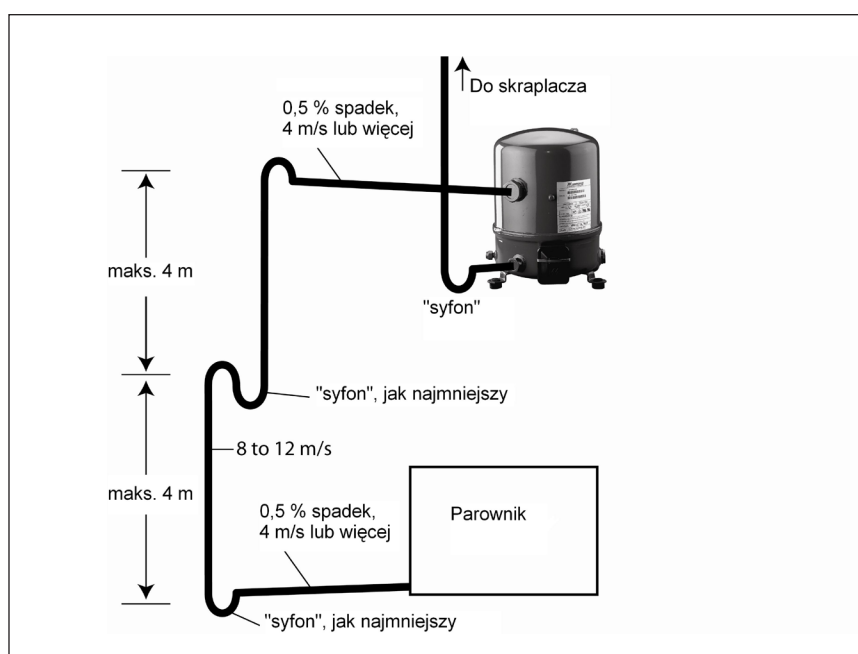 Do skraplacza
0,5 % spadek,
4 m/s lub więcej
maks. 4 m
"syfon"
"syfon", jak najmniejszy
8 to 12 m/s
maks. 4 m
0,5 % spadek,
4 m/s lub więcej
Parownik
"syfon", jak najmniejszy